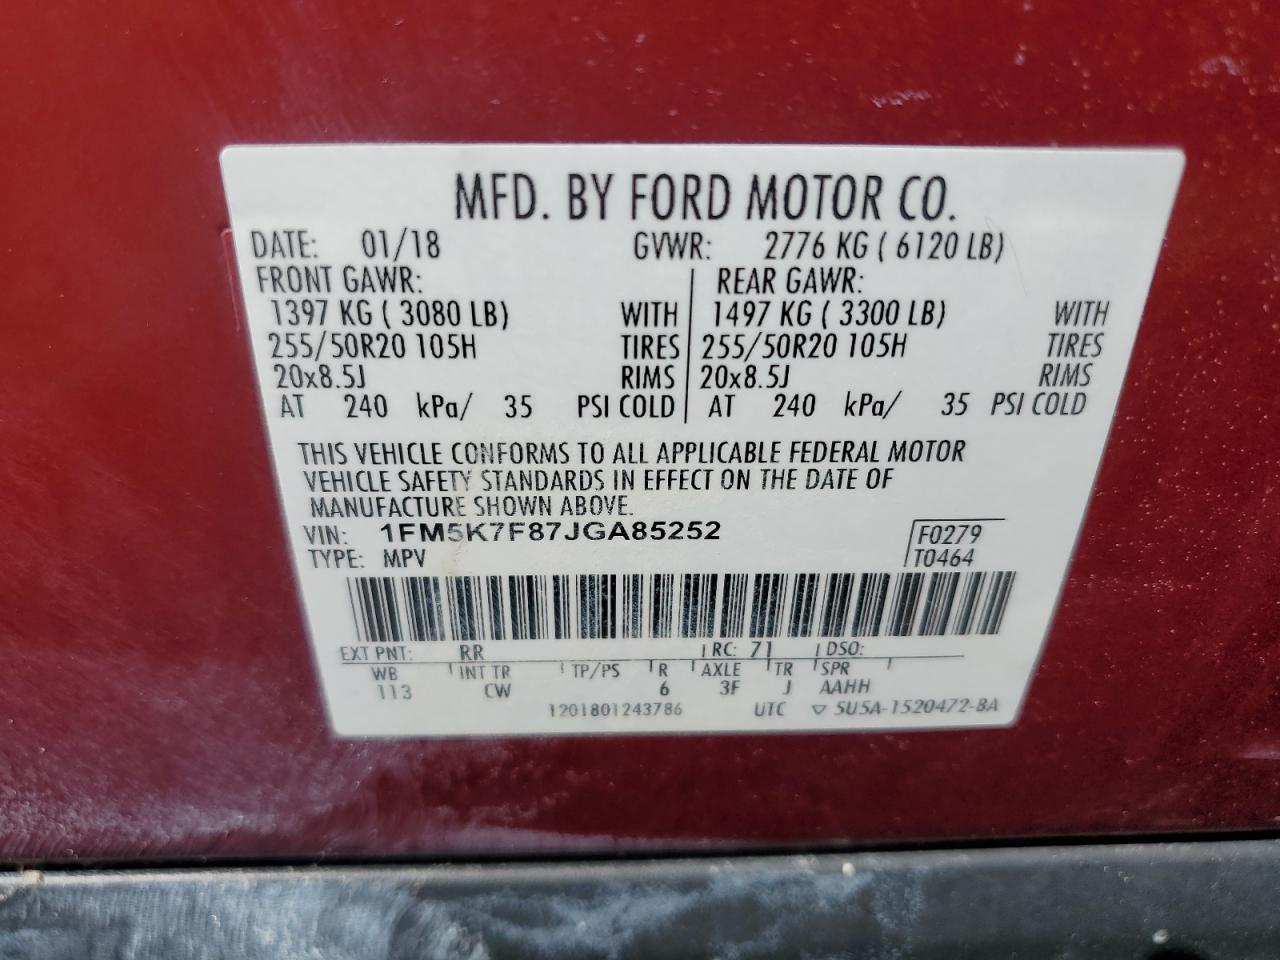 MFD. BY FORD MOTOR CO.
DATE: 01/18 GVWR: 2776 KG ( 6120 LB)
FRONT GAWR: REAR GAWR:
1397 KG ( 3080 LB) WITH 1497 KG ( 3300 LB) WITH
255/50R20 105H TIRES 255/50R20 105H TIRES
20x8.5J RIMS 20x8.5J RIMS
AT 240 kPa/ 35 PSI COLD AT 240 kPa/ 35 PSI COLD
THIS VEHICLE CONFORMS TO ALL APPLICABLE FEDERAL MOTOR
VEHICLE SAFETY STANDARDS IN EFFECT ON THE DATE OF
MANUFACTURE SHOWN ABOVE.
VIN: 1FM5K7F87JGA85252 F0279
TYPE: MPV T0464
EXT PNT: RR RC: 71 DSO:
WB INT TR TP/PS R AXLE TR SPR
113 CW 6 3F J AAHH
1201801243786 UTC ▽ 5U5A-1520472-BA